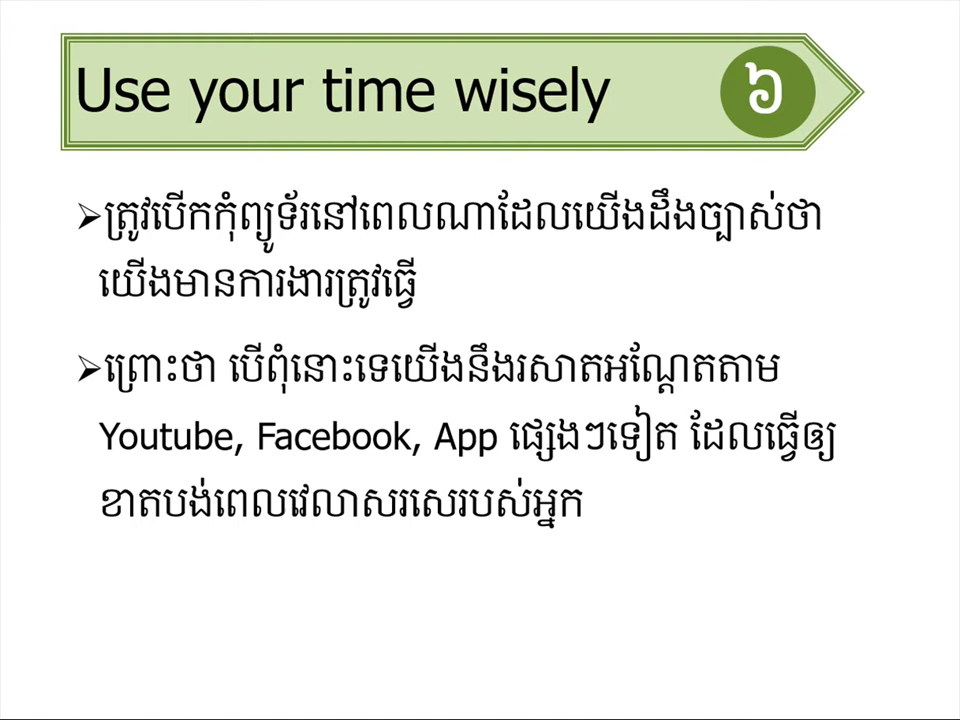 Use your time wisely
៦
ត្រូវបើកកុំព្យូទ័រនៅពេលណាដែលយើងដឹងច្បាស់ថា
យើងមានការងារត្រូវធ្វើ
ព្រោះថា បើពុំនោះទេយើងនឹងរសាតអណ្តែតតាម
Youtube, Facebook, App ផ្សេងៗទៀត ដែលធ្វើឲ្យ
ខាតបង់ពេលវេលាសរសេរបស់អ្នក